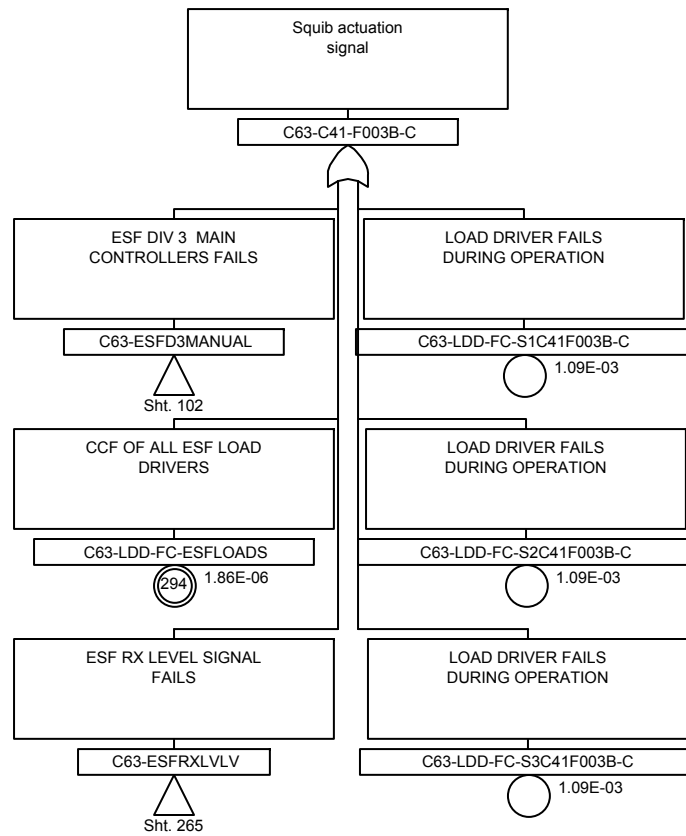 Squib actuation
signal
C63-C41-F003B-C
ESF DIV 3 MAIN
CONTROLLERS FAILS
C63-ESFD3MANUAL
Sht. 102
LOAD DRIVER FAILS
DURING OPERATION
C63-LDD-FC-S1C41F003B-C
1.09E-03
CCF OF ALL ESF LOAD
DRIVERS
C63-LDD-FC-ESFLOADS
294
1.86E-06
LOAD DRIVER FAILS
DURING OPERATION
C63-LDD-FC-S2C41F003B-C
1.09E-03
ESF RX LEVEL SIGNAL
FAILS
C63-ESFRXLVLV
Sht. 265
LOAD DRIVER FAILS
DURING OPERATION
C63-LDD-FC-S3C41F003B-C
1.09E-03